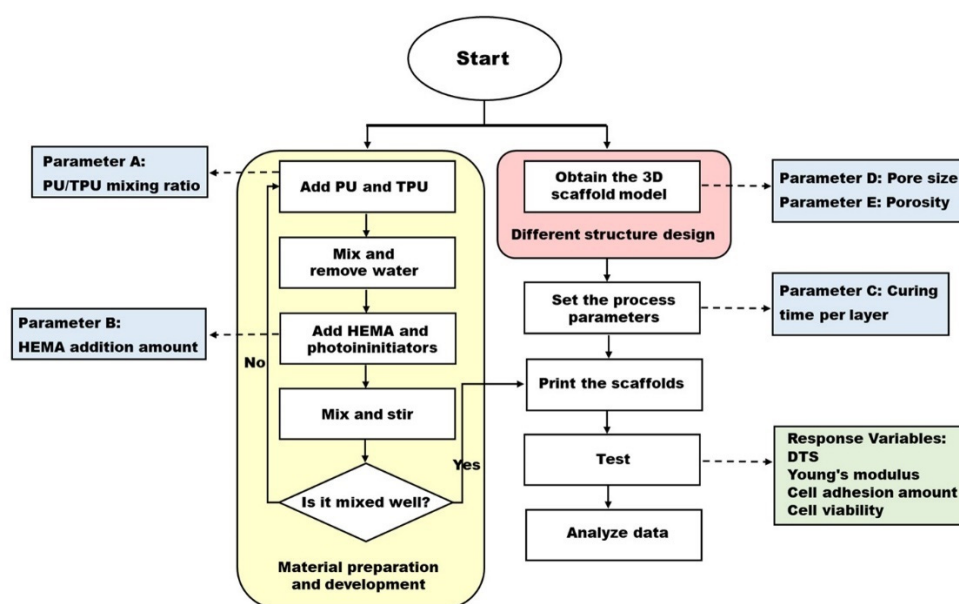 Start
Parameter A:
PU/TPU mixing ratio
Add PU and TPU
Mix and
remove water
Parameter B:
HEMA addition amount
Add HEMA and
photoininitiators
No
Mix and stir
Is it mixed well?
Yes
Material preparation
and development
Obtain the 3D
scaffold model
Different structure design
Parameter D: Pore size
Parameter E: Porosity
Set the process
parameters
Parameter C: Curing
time per layer
Print the scaffolds
Test
Response Variables:
DTS
Young's modulus
Cell adhesion amount
Cell viability
Analyze data